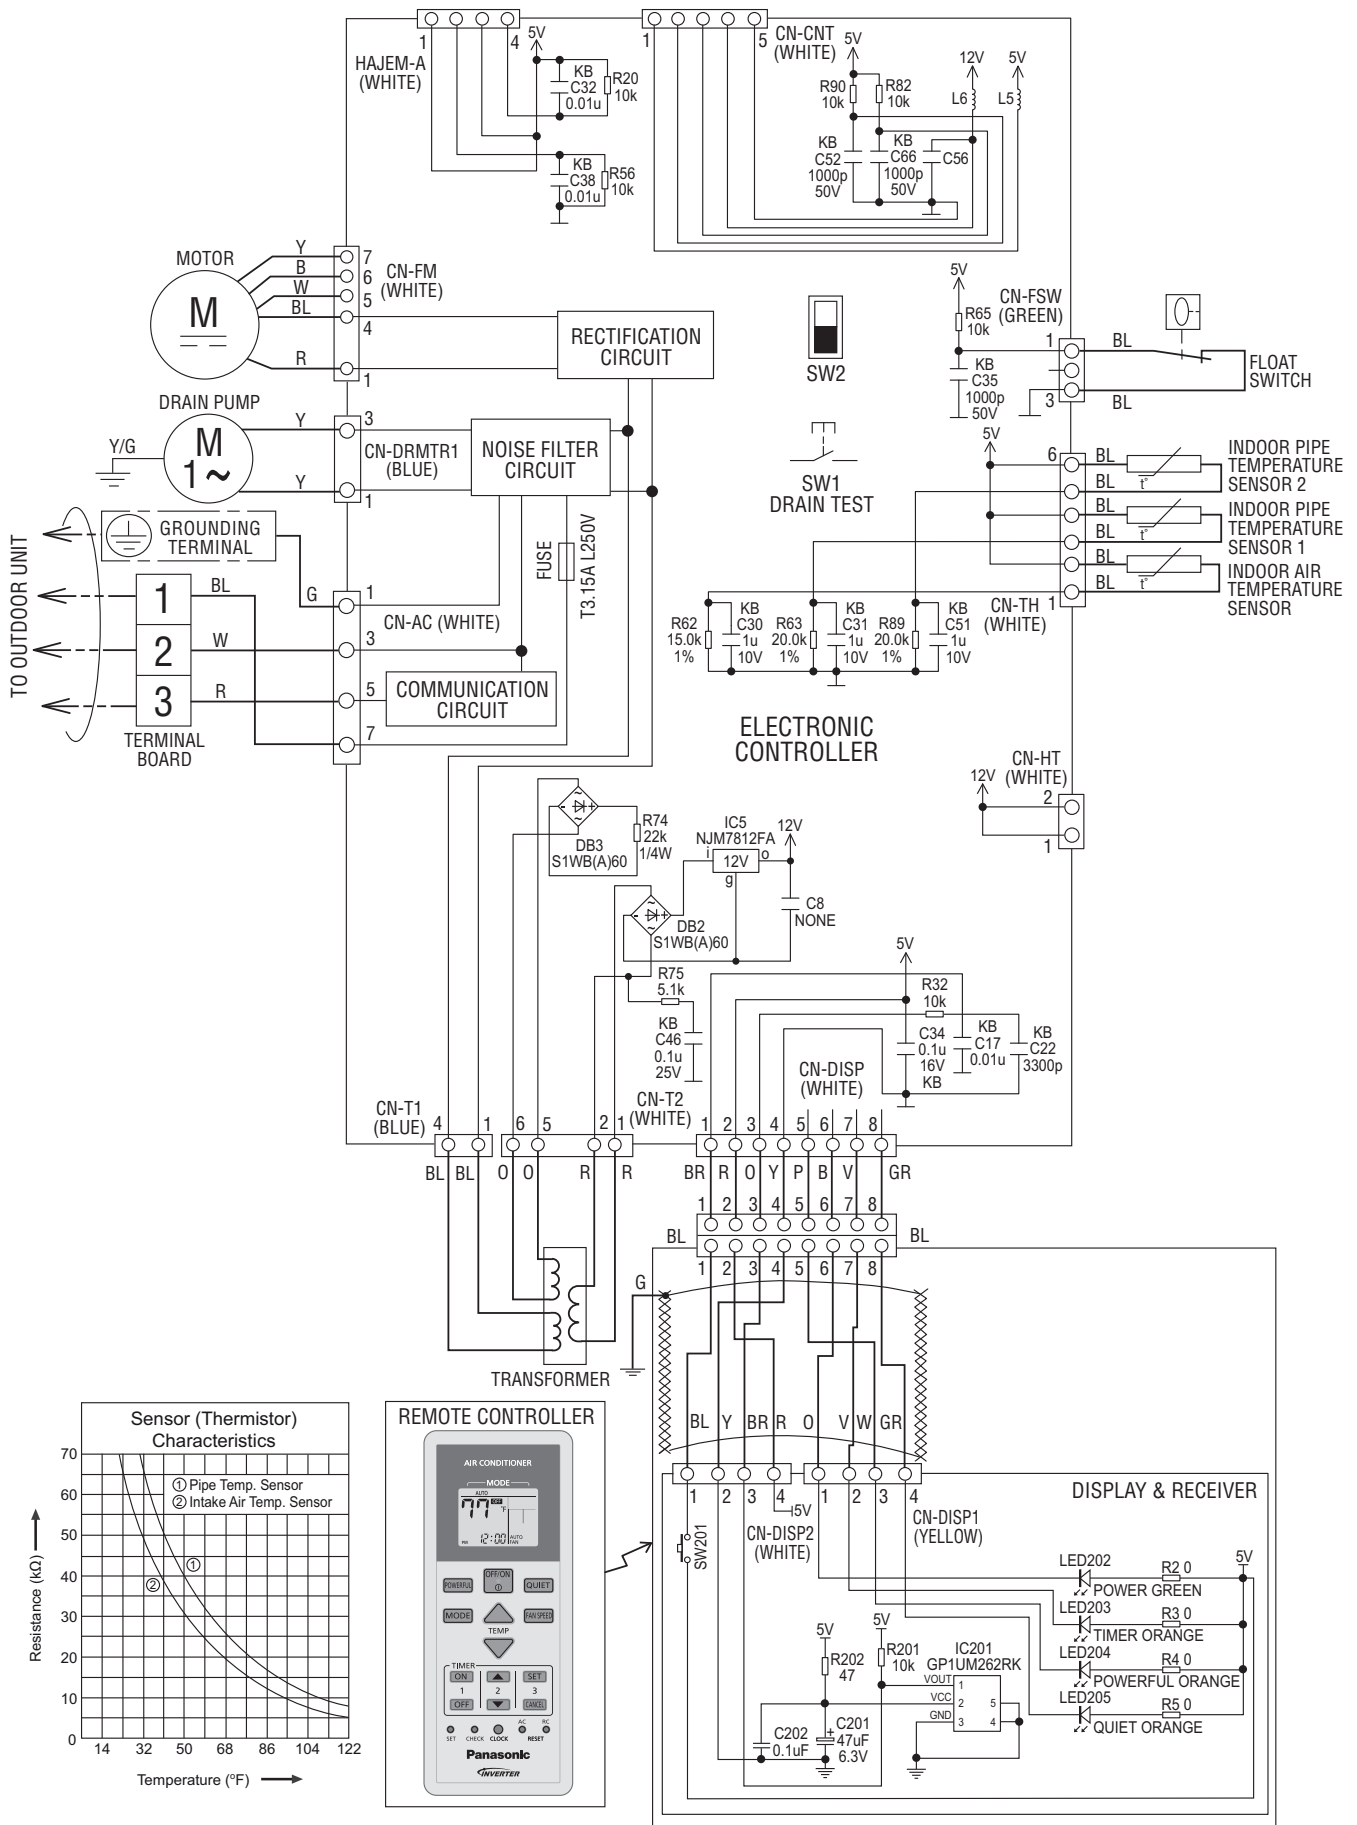 HAJEM-A
(WHITE)
1
4
5V
KB
C32
0.01u
R20
10k
KB
C38
0.01u
R56
10k
1
5
CN-CNT
(WHITE)
5V
R90
10k
R82
10k
12V
5V
L6
L5
KB
C52
1000p
50V
KB
C66
1000p
50V
C56
MOTOR
M
Y
B
W
BL
R
7
6
5
4
1
CN-FM
(WHITE)
RECTIFICATION
CIRCUIT
SW2
5V
R65
10k
CN-FSW
(GREEN)
1
3
KB
C35
1000p
50V
BL
BL
FLOAT
SWITCH
DRAIN PUMP
M
1~
Y/G
Y
Y
3
1
CN-DRMTR1
(BLUE)
NOISE FILTER
CIRCUIT
SW1
DRAIN TEST
5V
6
1
BL
BL
BL
BL
BL
BL
t°
t°
t°
INDOOR PIPE
TEMPERATURE
SENSOR 2
INDOOR PIPE
TEMPERATURE
SENSOR 1
INDOOR AIR
TEMPERATURE
SENSOR
CN-TH
(WHITE)
TO OUTDOOR UNIT
GROUNDING
TERMINAL
1
2
3
TERMINAL
BOARD
BL
W
R
G
1
3
5
7
CN-AC (WHITE)
COMMUNICATION
CIRCUIT
FUSE
T3.15A L250V
R62
15.0k
1%
KB
C30
1u
10V
R63
20.0k
1%
KB
C31
1u
10V
R89
20.0k
1%
KB
C51
1u
10V
ELECTRONIC
CONTROLLER
CN-HT
(WHITE)
12V
2
1
~
-
+
~
DB3
S1WB(A)60
R74
22k
1/4W
IC5
NJM7812FA
i
12V
o
g
12V
C8
NONE
~
-
+
~
DB2
S1WB(A)60
R75
5.1k
KB
C46
0.1u
25V
5V
R32
10k
C34
0.1u
16V
KB
KB
C17
0.01u
KB
C22
3300p
CN-DISP
(WHITE)
CN-T1
(BLUE)
4
1
6
5
2
1
CN-T2
(WHITE)
1 2 3 4 5 6 7 8
BL BL O O R R
BR R O Y P B V GR
1 2 3 4 5 6 7 8
BL
BL
1 2 3 4 5 6 7 8
G
TRANSFORMER
BL Y BR R O V W GR
1 2 3 4
5V
1 2 3 4
CN-DISP2
(WHITE)
CN-DISP1
(YELLOW)
DISPLAY & RECEIVER
SW201
LED202
R2 0
5V
POWER GREEN
LED203
R3 0
TIMER ORANGE
LED204
R4 0
POWERFUL ORANGE
LED205
R5 0
QUIET ORANGE
5V
R202
47
5V
R201
10k
IC201
GP1UM262RK
VOUT
1
VCC
2
GND
3
5
4
C202
0.1uF
+
C201
47uF
6.3V
Sensor (Thermistor)
Characteristics
① Pipe Temp. Sensor
② Intake Air Temp. Sensor
①
②
70
60
50
40
30
20
10
0
14 32 50 68 86 104 122
Resistance (kΩ)
Temperature (°F)
REMOTE CONTROLLER
AIR CONDITIONER
MODE
AUTO
77 OFF
°F
PM 12:00 AUTO
FAN
POWERFUL
OFF/ON
QUIET
MODE
FAN SPEED
TEMP
TIMER
ON
SET
1 2 3
OFF
CANCEL
AC
RC
SET CHECK CLOCK RESET
Panasonic
INVERTER